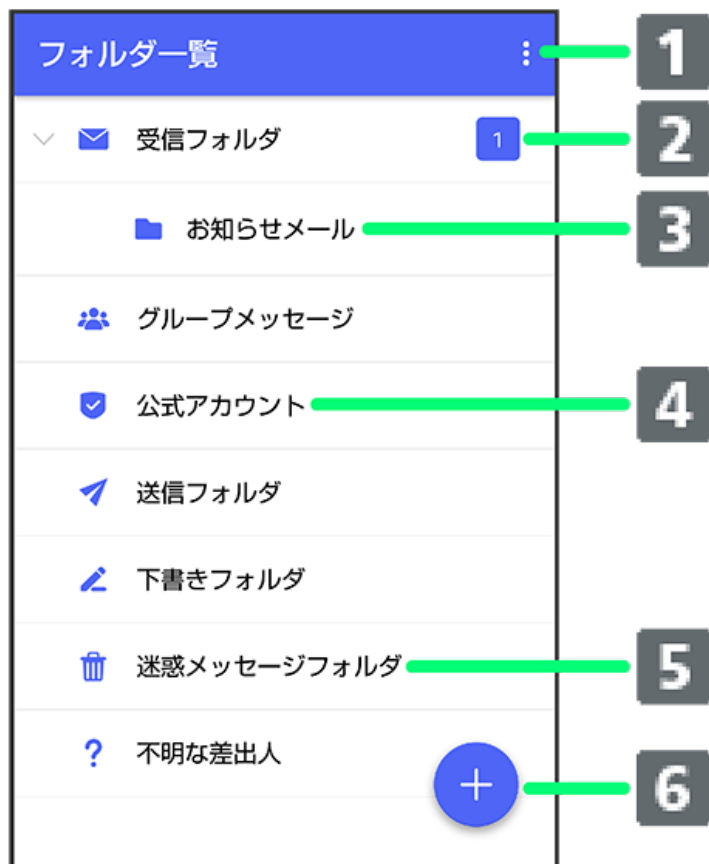 フォルダ一覧
1
受信フォルダ
1
2
お知らせメール
3
グループメッセージ
公式アカウント
4
送信フォルダ
下書きフォルダ
迷惑メッセージフォルダ
5
不明な差出人
6